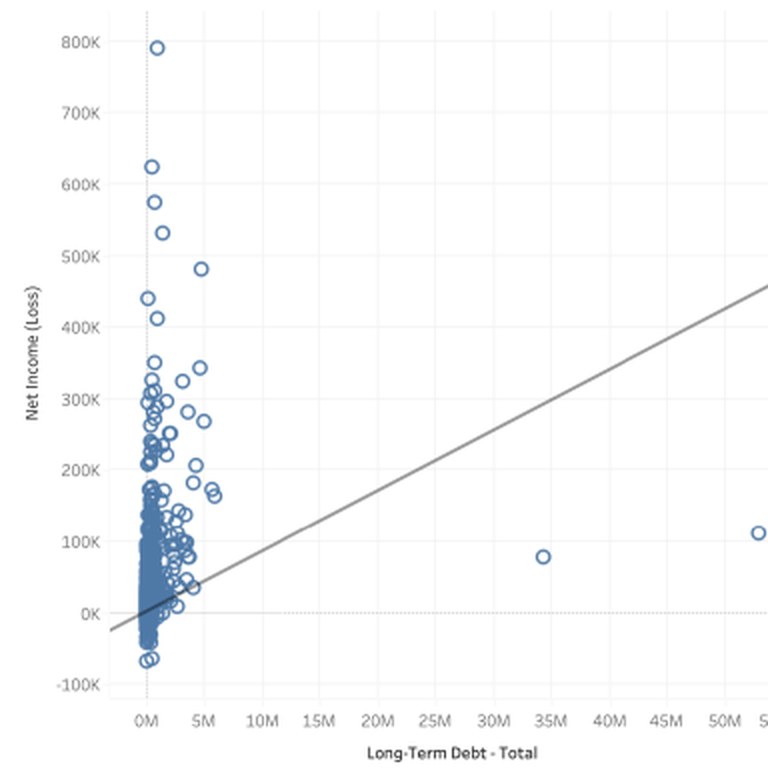 800K
700K
600K
500K
400K
300K
200K
100K
0K
-100K
Net Income (Loss)
0M 5M 10M 15M 20M 25M 30M 35M 40M 45M 50M 5
Long-Term Debt - Total